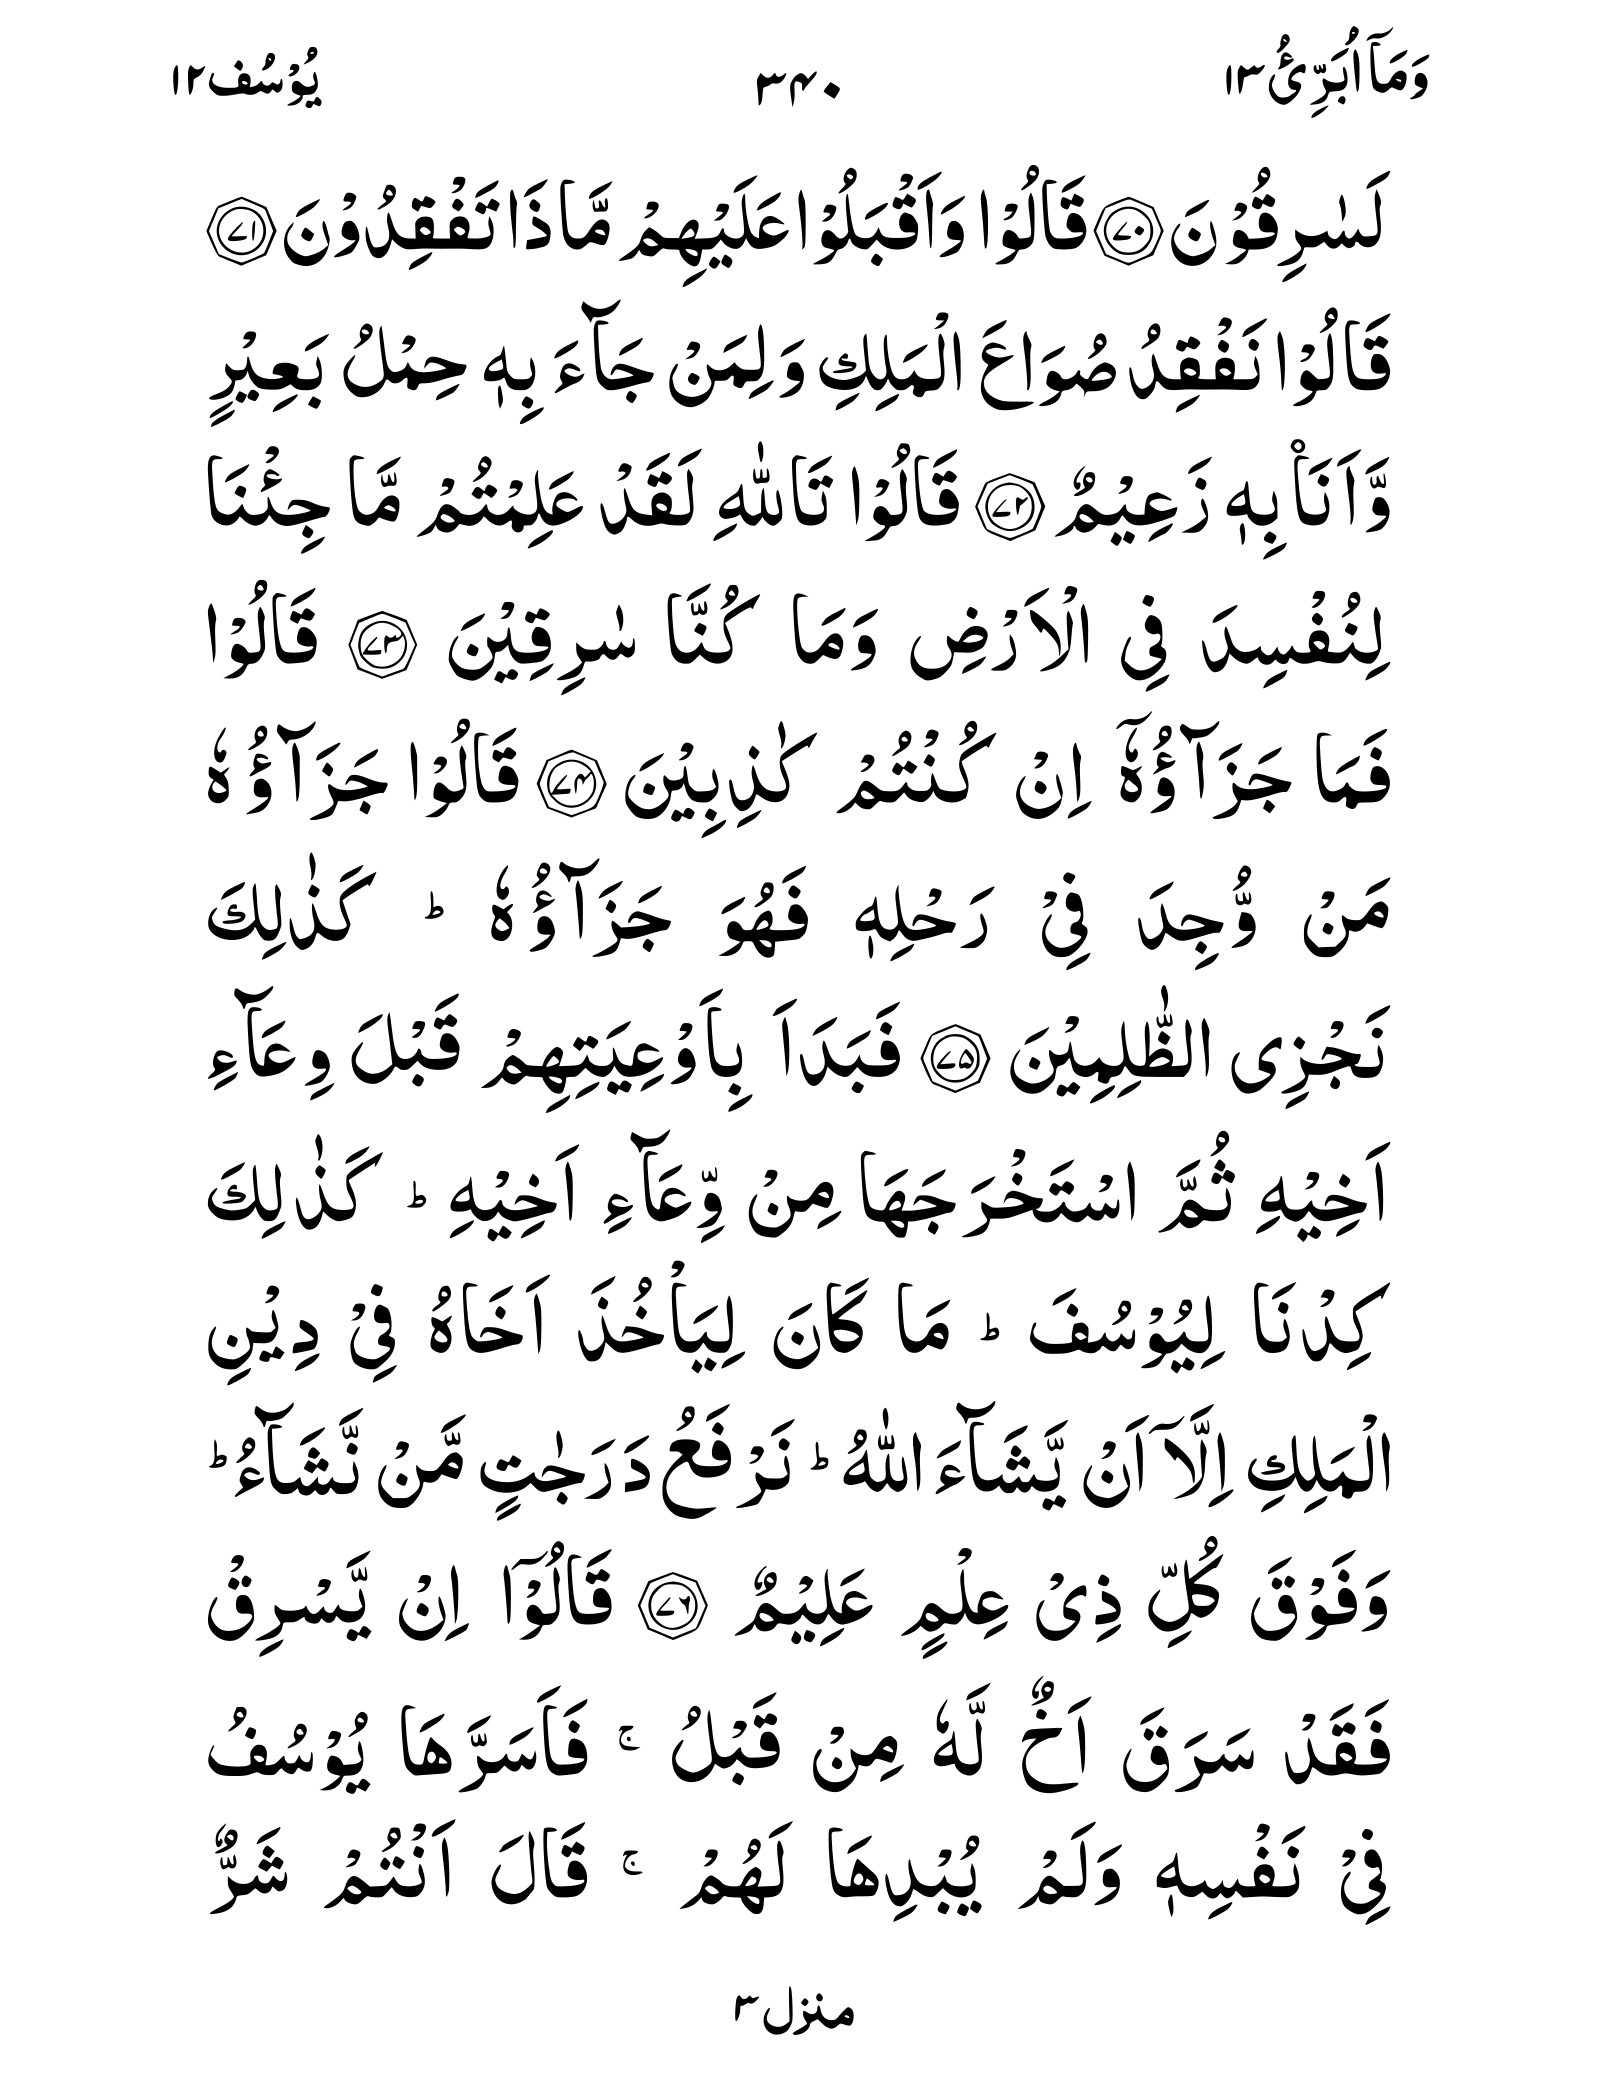 وَمَاۤ اُبَرِّئُ ۱۳
۳۴۰
يُوْسُف ۱۲
لَسٰرِقُوْنَ ۷۰ قَالُوْا وَاَقْبَلُوْا عَلَيْهِمْ مَّاذَا تَفْقِدُوْنَ ۷۱
قَالُوْا نَفْقِدُ صُوَاعَ الْمَلِكِ وَلِمَنْ جَآءَ بِهٖ حِمْلُ بَعِيْرٍ
وَّاَنَا۠ بِهٖ زَعِيْمٌ ۷۲ قَالُوْا تَاللّٰهِ لَقَدْ عَلِمْتُمْ مَّا جِئْنَا
لِنُفْسِدَ فِي الْاَرْضِ وَمَا كُنَّا سٰرِقِيْنَ ۷۳ قَالُوْا
فَمَا جَزَآؤُهٗۤ اِنْ كُنْتُمْ كٰذِبِيْنَ ۷۴ قَالُوْا جَزَآؤُهٗ
مَنْ وُّجِدَ فِيْ رَحْلِهٖ فَهُوَ جَزَآؤُهٗ ؕ كَذٰلِكَ
نَجْزِى الظّٰلِمِيْنَ ۷۵ فَبَدَاَ بِاَوْعِيَتِهِمْ قَبْلَ وِعَآءِ
اَخِيْهِ ثُمَّ اسْتَخْرَجَهَا مِنْ وِّعَآءِ اَخِيْهِ ؕ كَذٰلِكَ
كِدْنَا لِيُوْسُفَ ؕ مَا كَانَ لِيَاْخُذَ اَخَاهُ فِيْ دِيْنِ
الْمَلِكِ اِلَّاۤ اَنْ يَّشَآءَ اللّٰهُ ؕ نَرْفَعُ دَرَجٰتٍ مَّنْ نَّشَآءُ ؕ
وَفَوْقَ كُلِّ ذِىْ عِلْمٍ عَلِيْمٌ ۷۶ قَالُوْۤا اِنْ يَّسْرِقْ
فَقَدْ سَرَقَ اَخٌ لَّهٗ مِنْ قَبْلُ ۚ فَاَسَرَّهَا يُوْسُفُ
فِيْ نَفْسِهٖ وَلَمْ يُبْدِهَا لَهُمْ ۚ قَالَ اَنْتُمْ شَرٌّ
منزل ۳